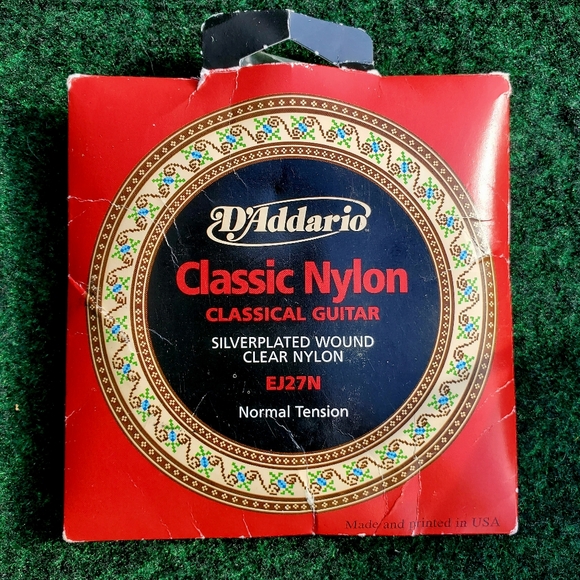 D'Addario
Classic Nylon
CLASSICAL GUITAR
SILVERPLATED WOUND
CLEAR NYLON
EJ27N
Normal Tension
Made and printed in USA